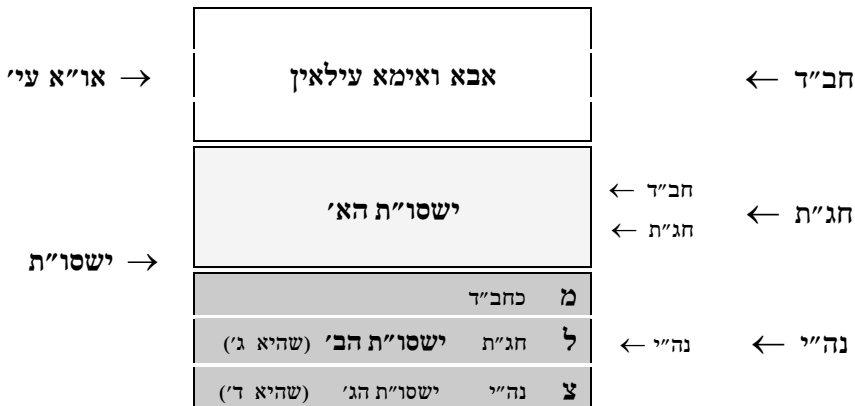 חב״ד ← אבא ואימא עילאין → או״א עי׳
חב״ד ←
חג״ת ← ישסו״ת הא׳
חג״ת ←
→ ישסו״ת
מ כחב״ד
נה״י ← נה״י ← ל חג״ת ישסו״ת הב׳ (שהיא ג׳)
צ נה״י ישסו״ת הג׳ (שהיא ד׳)